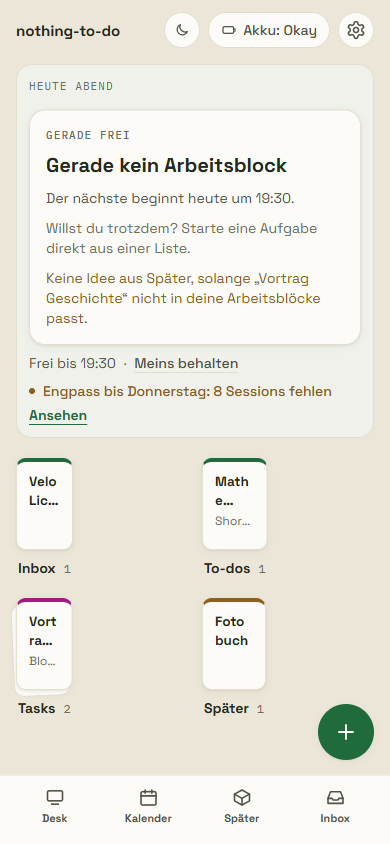 nothing-to-do
Akku: Okay
HEUTE ABEND
GERADE FREI
Gerade kein Arbeitsblock
Der nächste beginnt heute um 19:30.
Willst du trotzdem? Starte eine Aufgabe
direkt aus einer Liste.
Keine Idee aus Später, solange „Vortrag
Geschichte“ nicht in deine Arbeitsblöcke
passt.
Frei bis 19:30 · Meins behalten
Engpass bis Donnerstag: 8 Sessions fehlen
Ansehen
Velo
Lic…
Inbox 1
Math
e…
Shor…
To-dos 1
Vort
ra…
Blo…
Tasks 2
Foto
buch
Später 1
Desk
Kalender
Später
Inbox